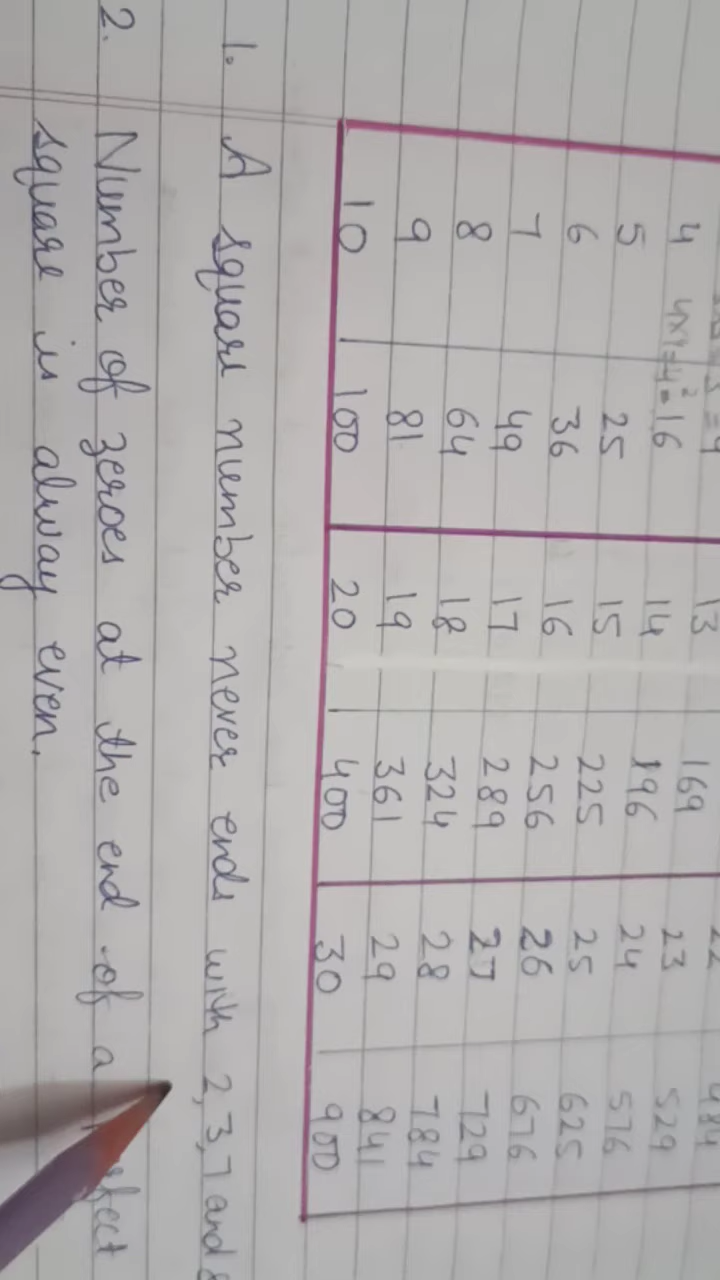 4 4×4=4²=16 14 196 24 576
5 25 15 225 25 625
6 36 16 256 26 676
7 49 17 289 27 729
8 64 18 324 28 784
9 81 19 361 29 841
10 100 20 400 30 900
1. A square number never ends with 2, 3, 7 and 8
2. Number of zeroes at the end of a
square is alway even.